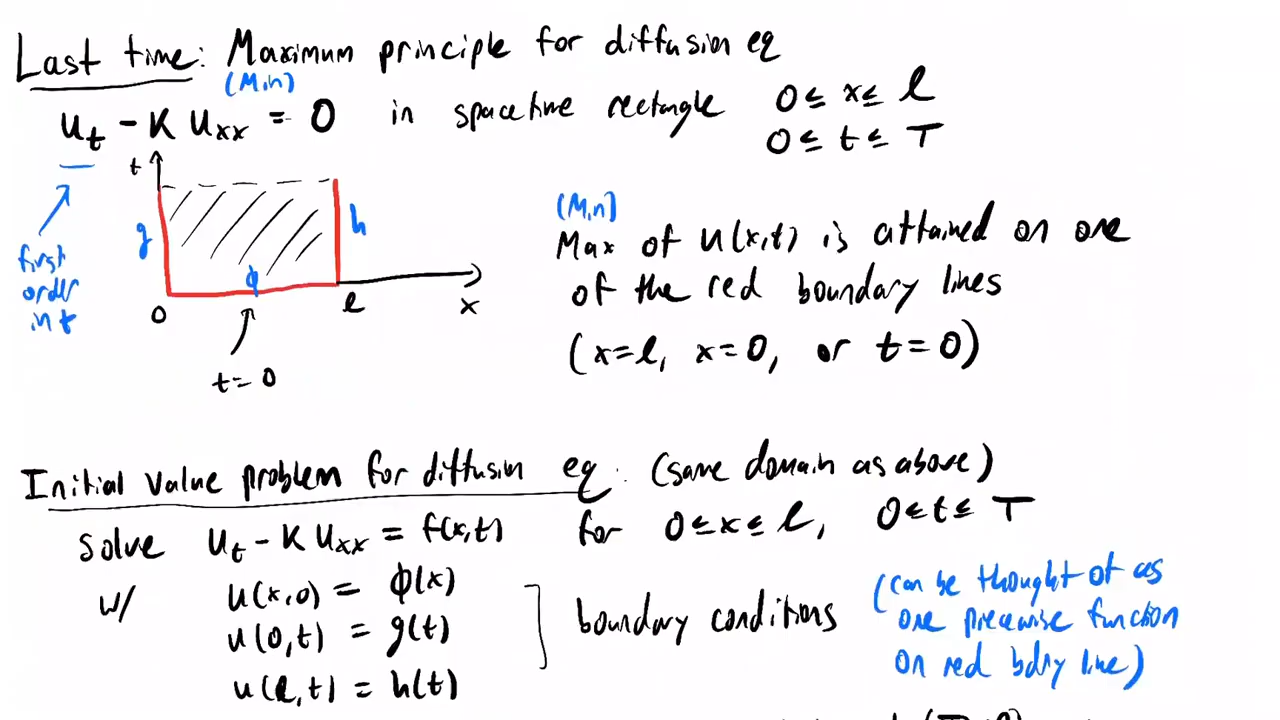 Last time: Maximum principle for diffusion eq
(Min)
u_t - K u_xx = 0 in spacetime rectangle 0 ≤ x ≤ l
0 ≤ t ≤ T
t
g
h
ϕ
first
order
in t
0
l
x
t = 0
(Min)
Max of u(x,t) is attained on one
of the red boundary lines
(x=l, x=0, or t=0)
Initial value problem for diffusin eq: (same domain as above)
solve u_t - K u_xx = f(x,t) for 0 ≤ x ≤ l, 0 ≤ t ≤ T
w/ u(x,0) = ϕ(x)
u(0,t) = g(t)
u(l,t) = h(t)
boundary conditions
(can be thought of as
one piecewise function
on red bdry line)